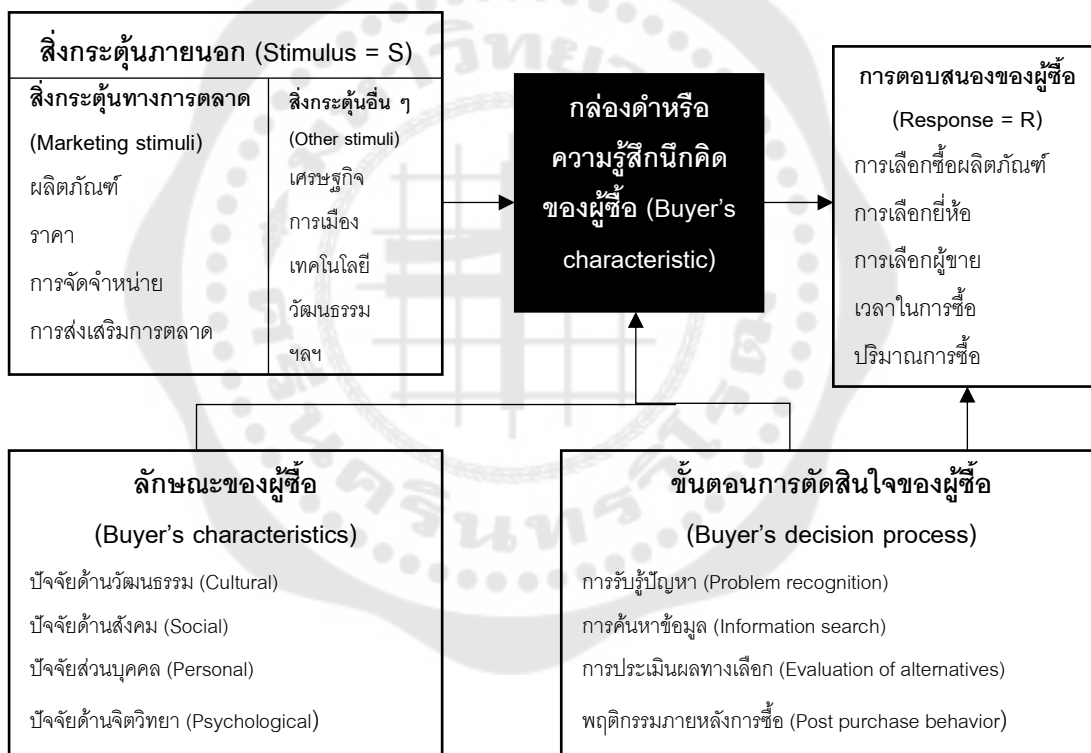 สิ่งกระตุ้นภายนอก (Stimulus = S)
สิ่งกระตุ้นทางการตลาด
(Marketing stimuli)
ผลิตภัณฑ์
ราคา
การจัดจำหน่าย
การส่งเสริมการตลาด
สิ่งกระตุ้นอื่น ๆ
(Other stimuli)
เศรษฐกิจ
การเมือง
เทคโนโลยี
วัฒนธรรม
ฯลฯ
กล่องดำหรือ
ความรู้สึกนึกคิด
ของผู้ซื้อ (Buyer's
characteristic)
การตอบสนองของผู้ซื้อ
(Response = R)
การเลือกซื้อผลิตภัณฑ์
การเลือกยี่ห้อ
การเลือกผู้ขาย
เวลาในการซื้อ
ปริมาณการซื้อ
ลักษณะของผู้ซื้อ
(Buyer's characteristics)
ปัจจัยด้านวัฒนธรรม (Cultural)
ปัจจัยด้านสังคม (Social)
ปัจจัยส่วนบุคคล (Personal)
ปัจจัยด้านจิตวิทยา (Psychological)
ขั้นตอนการตัดสินใจของผู้ซื้อ
(Buyer's decision process)
การรับรู้ปัญหา (Problem recognition)
การค้นหาข้อมูล (Information search)
การประเมินผลทางเลือก (Evaluation of alternatives)
พฤติกรรมภายหลังการซื้อ (Post purchase behavior)